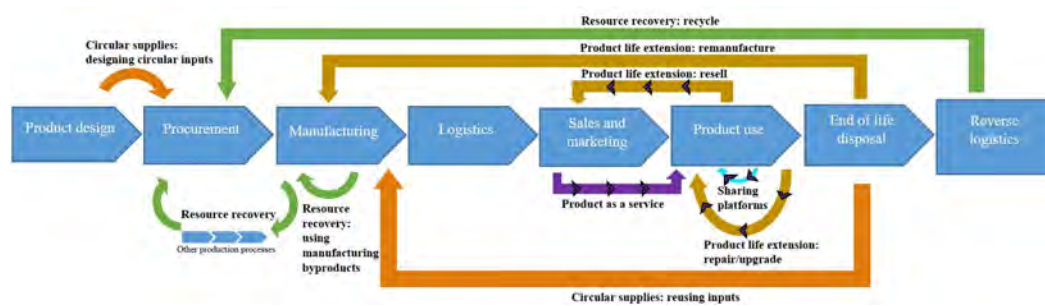 Resource recovery: recycle
Circular supplies:
designing circular inputs
Product life extension: remanufacture
Product life extension: resell
Product design
Procurement
Manufacturing
Logistics
Sales and
marketing
Product use
End of life
disposal
Reverse
logistics
Resource recovery
Other production processes
Resource
recovery:
using
manufacturing
byproducts
Product as a service
Sharing
platforms
Product life extension:
repair/upgrade
Circular supplies: reusing inputs